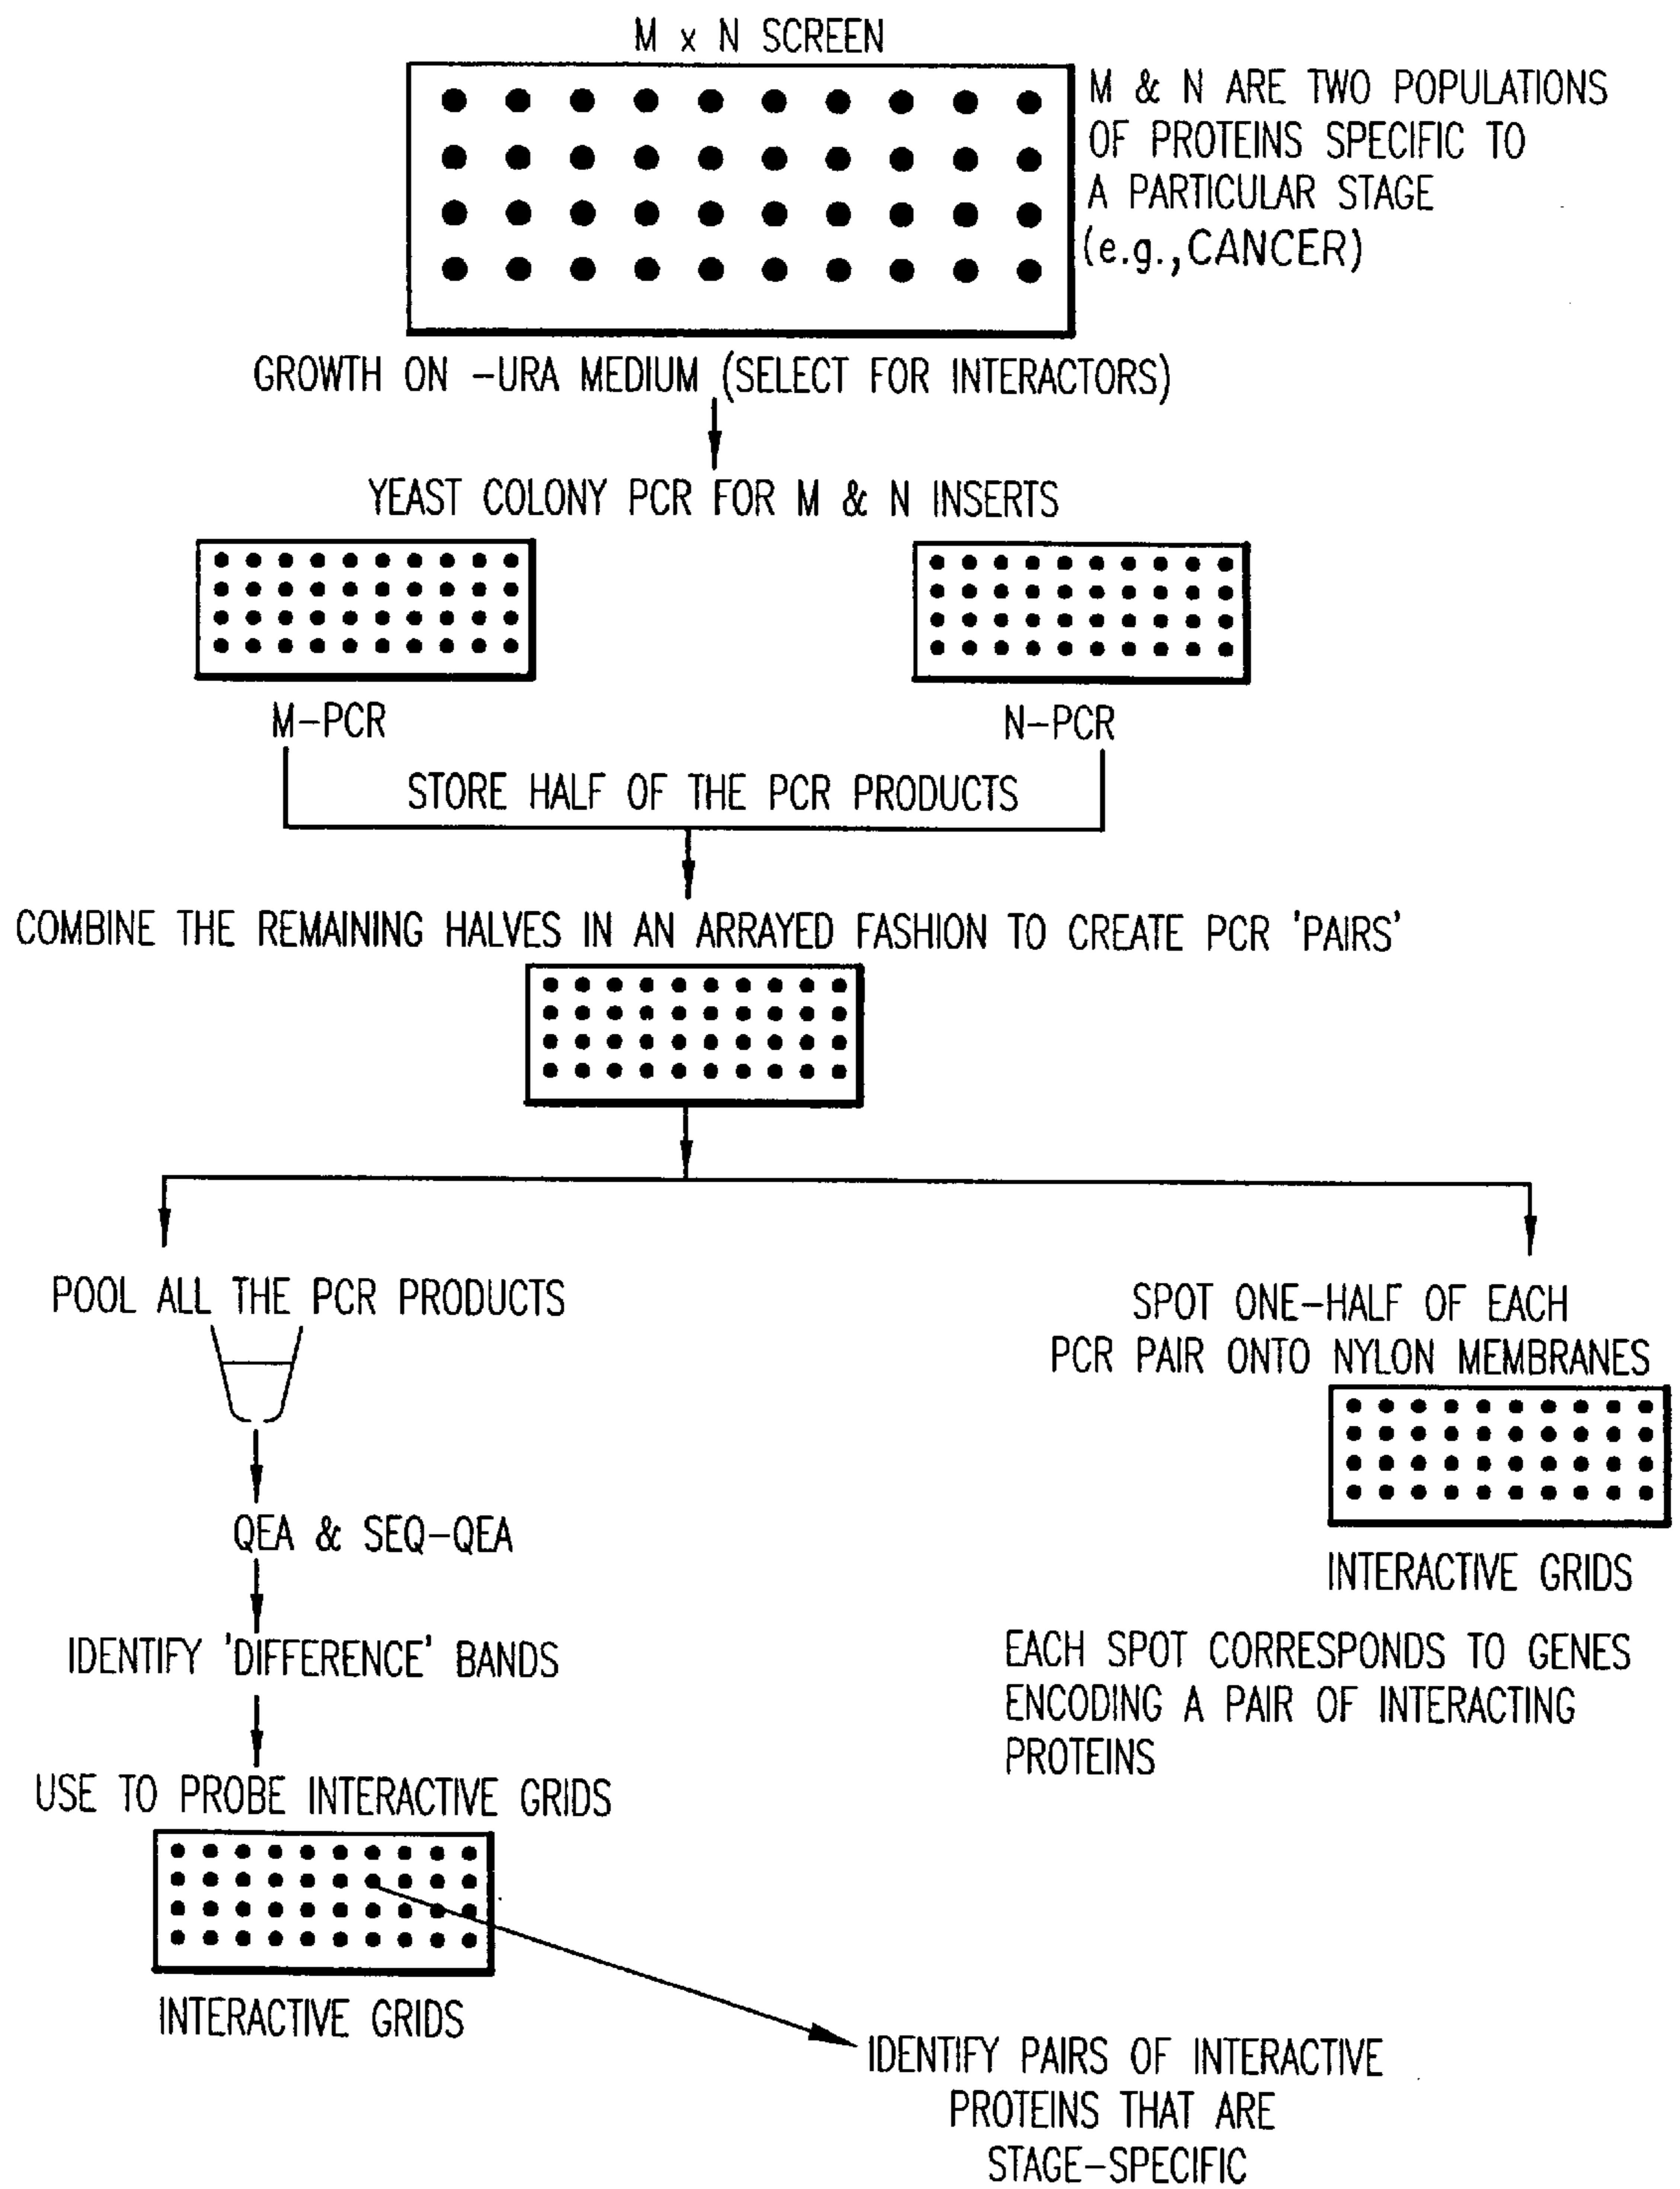 M x N SCREEN
M & N ARE TWO POPULATIONS
OF PROTEINS SPECIFIC TO
A PARTICULAR STAGE
(e.g.,CANCER)
GROWTH ON -URA MEDIUM (SELECT FOR INTERACTORS)
YEAST COLONY PCR FOR M & N INSERTS
M-PCR
N-PCR
STORE HALF OF THE PCR PRODUCTS
COMBINE THE REMAINING HALVES IN AN ARRAYED FASHION TO CREATE PCR 'PAIRS'
POOL ALL THE PCR PRODUCTS
QEA & SEQ-QEA
IDENTIFY 'DIFFERENCE' BANDS
USE TO PROBE INTERACTIVE GRIDS
INTERACTIVE GRIDS
SPOT ONE-HALF OF EACH
PCR PAIR ONTO NYLON MEMBRANES
INTERACTIVE GRIDS
EACH SPOT CORRESPONDS TO GENES
ENCODING A PAIR OF INTERACTING
PROTEINS
IDENTIFY PAIRS OF INTERACTIVE
PROTEINS THAT ARE
STAGE-SPECIFIC